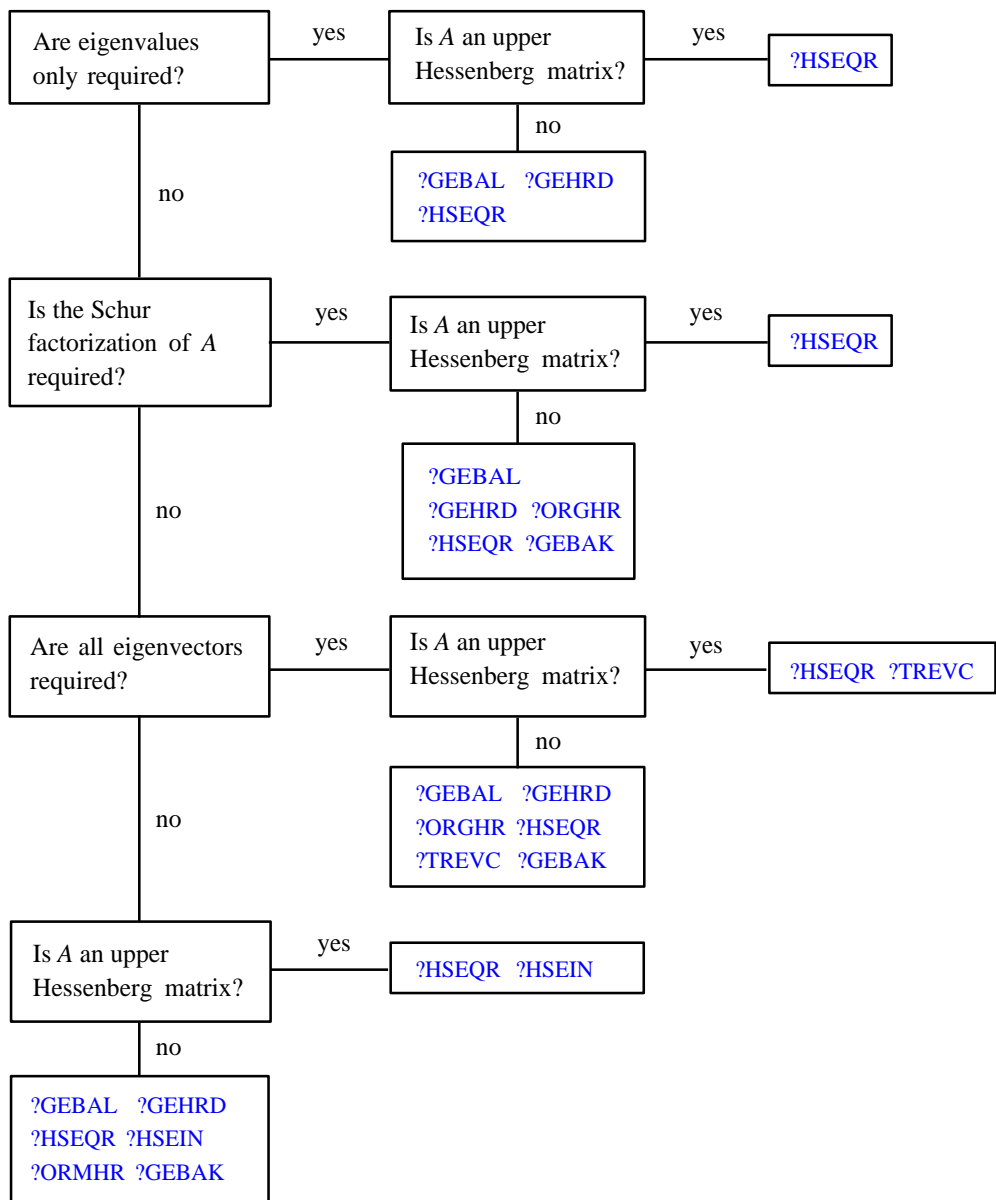 Are eigenvalues
only required?
yes
Is A an upper
Hessenberg matrix?
yes
?HSEQR
no
?GEBAL ?GEHRD
?HSEQR
no
Is the Schur
factorization of A
required?
yes
Is A an upper
Hessenberg matrix?
yes
?HSEQR
no
?GEBAL
?GEHRD ?ORGHR
?HSEQR ?GEBAK
no
Are all eigenvectors
required?
yes
Is A an upper
Hessenberg matrix?
yes
?HSEQR ?TREVC
no
?GEBAL ?GEHRD
?ORGHR ?HSEQR
?TREVC ?GEBAK
no
Is A an upper
Hessenberg matrix?
yes
?HSEQR ?HSEIN
no
?GEBAL ?GEHRD
?HSEQR ?HSEIN
?ORMHR ?GEBAK